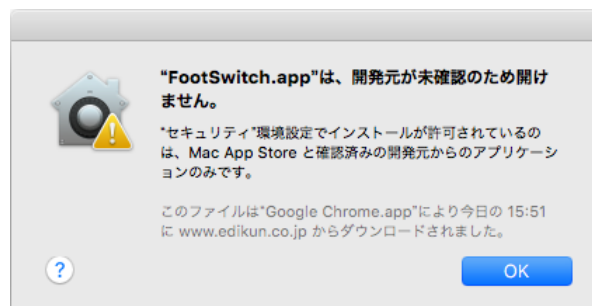 “FootSwitch.app”は、開発元が未確認のため開け
ません。
“セキュリティ”環境設定でインストールが許可されているの
は、Mac App Store と確認済みの開発元からのアプリケーシ
ョンのみです。
このファイルは“Google Chrome.app”により今日の 15:51
に www.edikun.co.jp からダウンロードされました。
?
OK